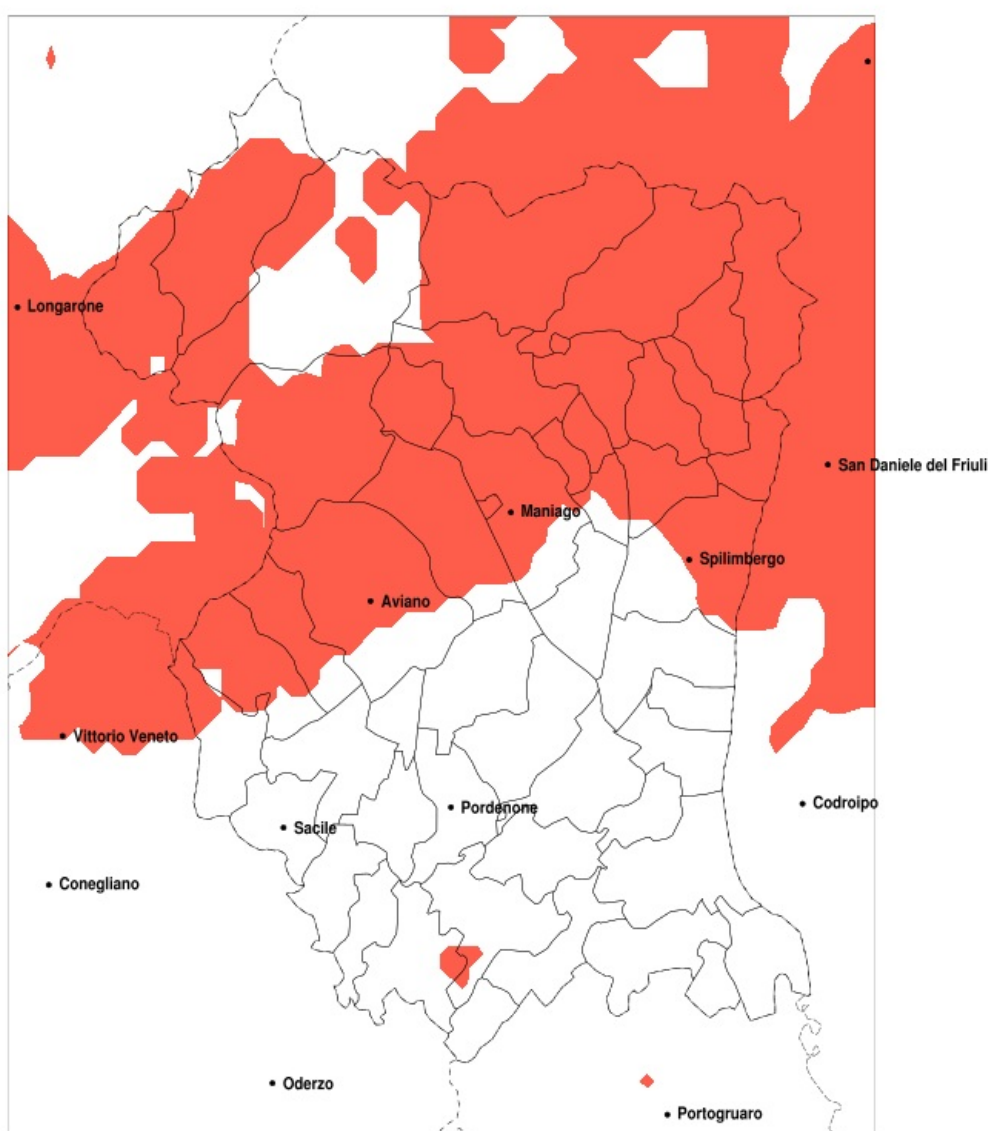 Longarone
San Daniele del Friuli
Maniago
Spilimbergo
Aviano
Vittorio Veneto
Codroipo
Pordenone
Sacile
Conegliano
Oderzo
Portogruaro